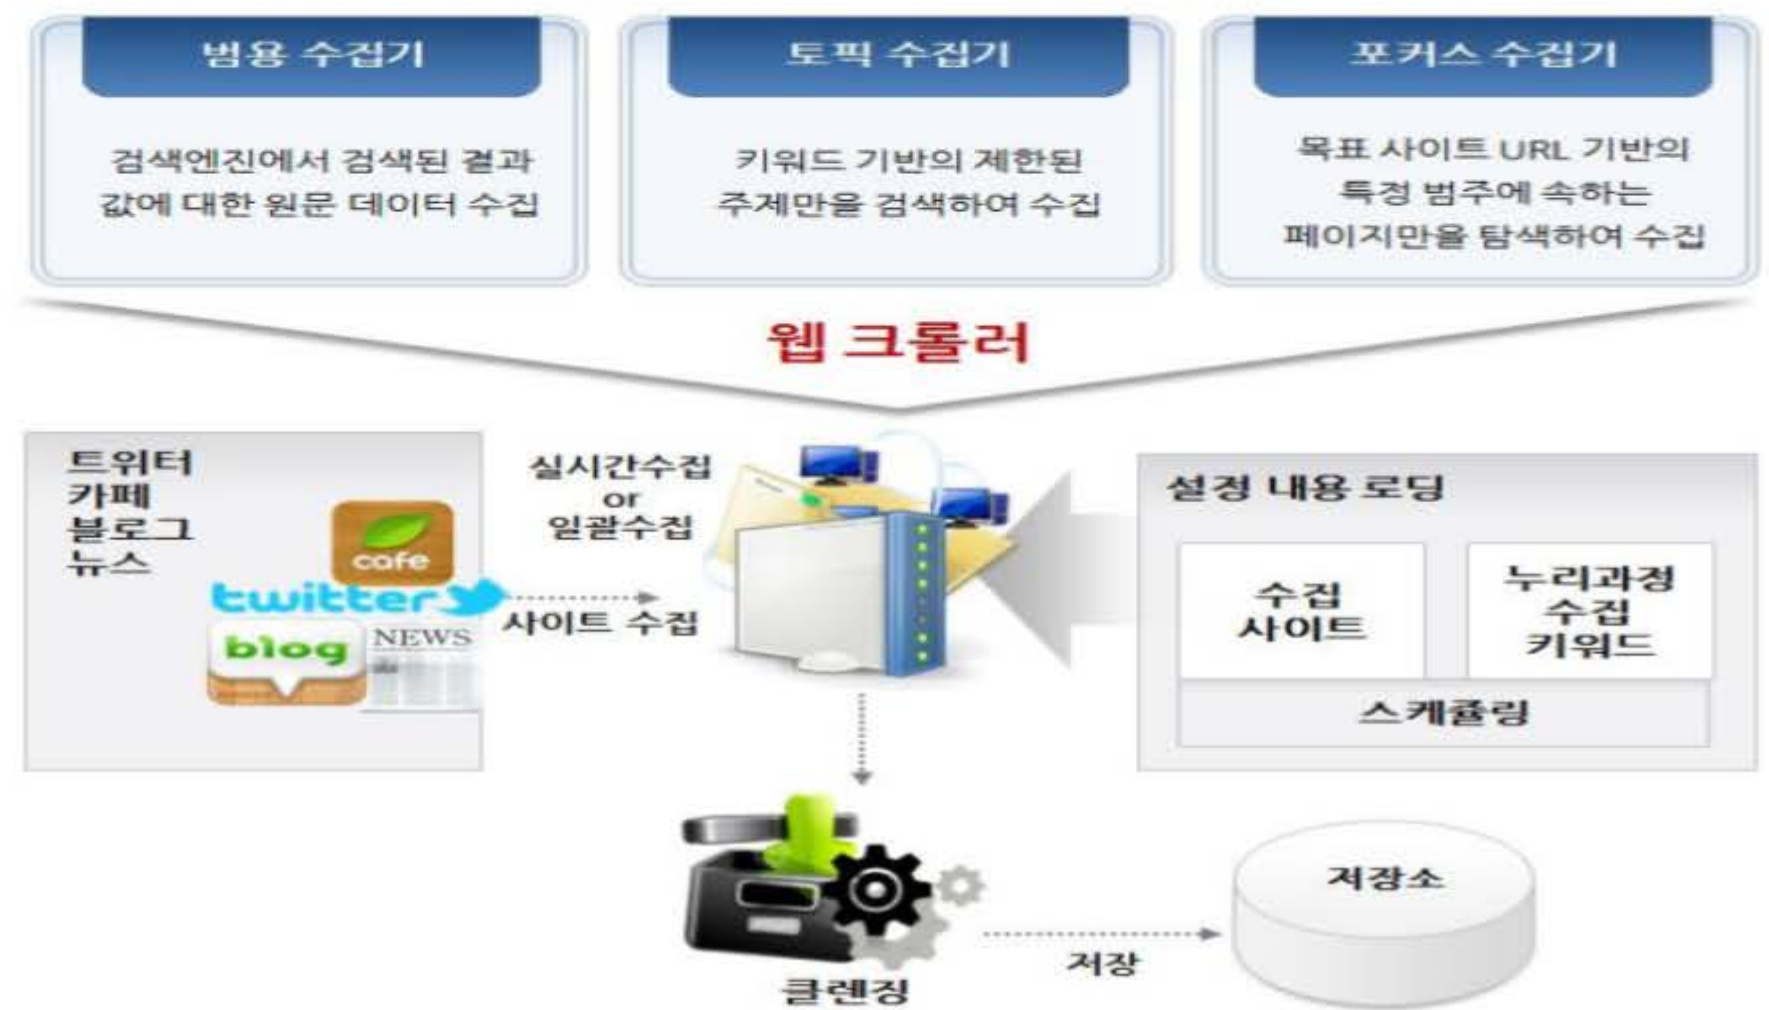 범용 수집기
검색엔진에서 검색된 결과
값에 대한 원문 데이터 수집
토픽 수집기
키워드 기반의 제한된
주제만을 검색하여 수집
포커스 수집기
목표 사이트 URL 기반의
특정 범주에 속하는
페이지만을 탐색하여 수집
웹 크롤러
트위터
카페
블로그
뉴스
cafe
twitter
blog
NEWS
실시간수집
or
일괄수집
사이트 수집
설정 내용 로딩
수집
사이트
누리과정
수집
키워드
스케쥴링
클렌징
저장
저장소